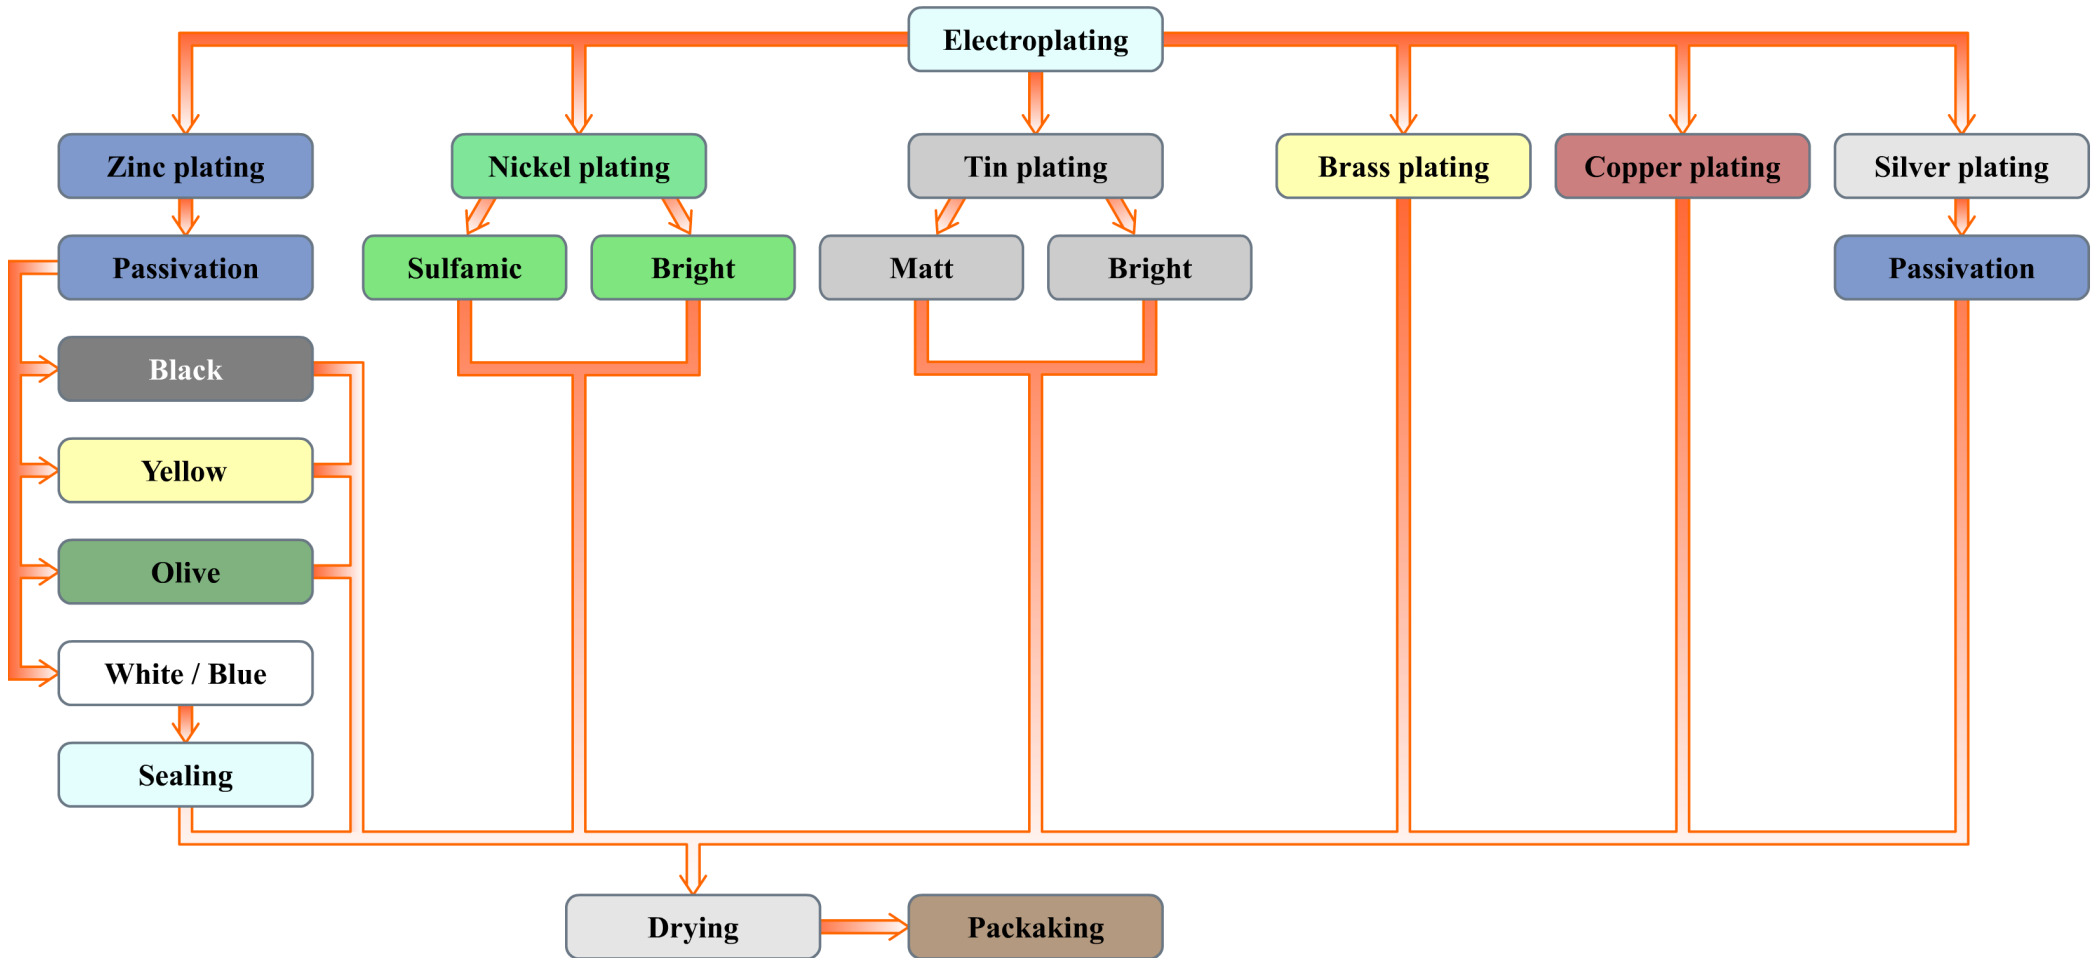 Electroplating
Zinc plating
Nickel plating
Tin plating
Brass plating
Copper plating
Silver plating
Passivation
Sulfamic
Bright
Matt
Bright
Passivation
Black
Yellow
Olive
White / Blue
Sealing
Drying
Packaking